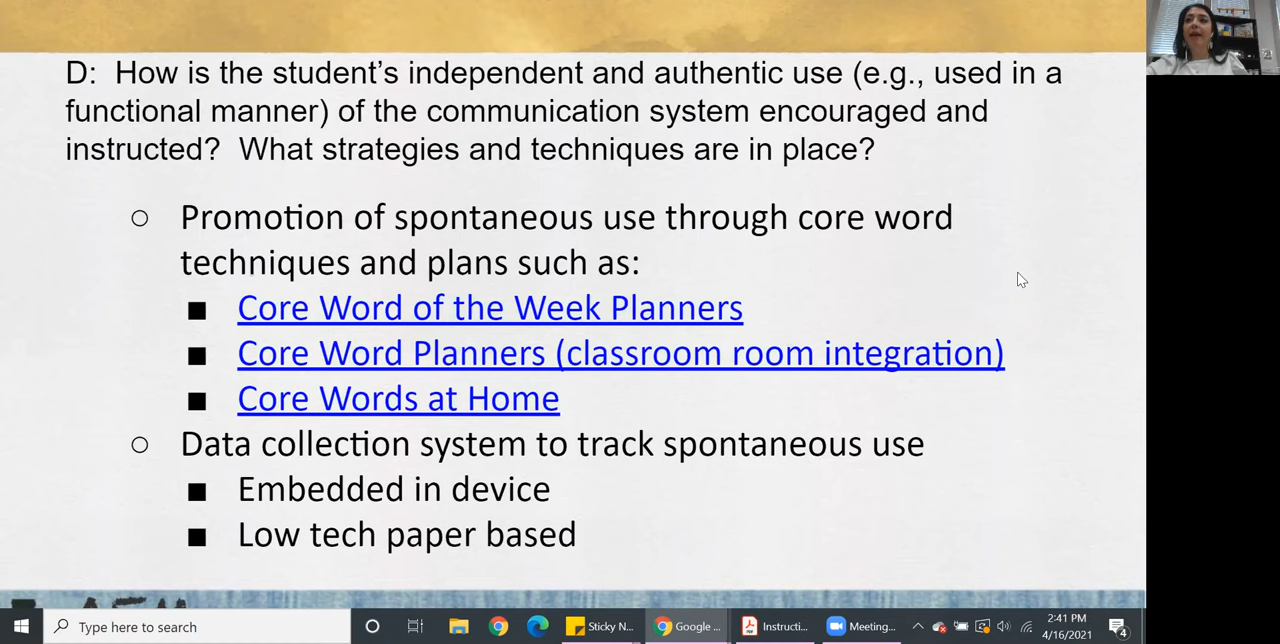 D: How is the student’s independent and authentic use (e.g., used in a
functional manner) of the communication system encouraged and
instructed? What strategies and techniques are in place?
○ Promotion of spontaneous use through core word
techniques and plans such as:
■ Core Word of the Week Planners
■ Core Word Planners (classroom room integration)
■ Core Words at Home
○ Data collection system to track spontaneous use
■ Embedded in device
■ Low tech paper based
Type here to search
Sticky N...
Google ...
Instructi...
Meeting...
2:41 PM
4/16/2021
4